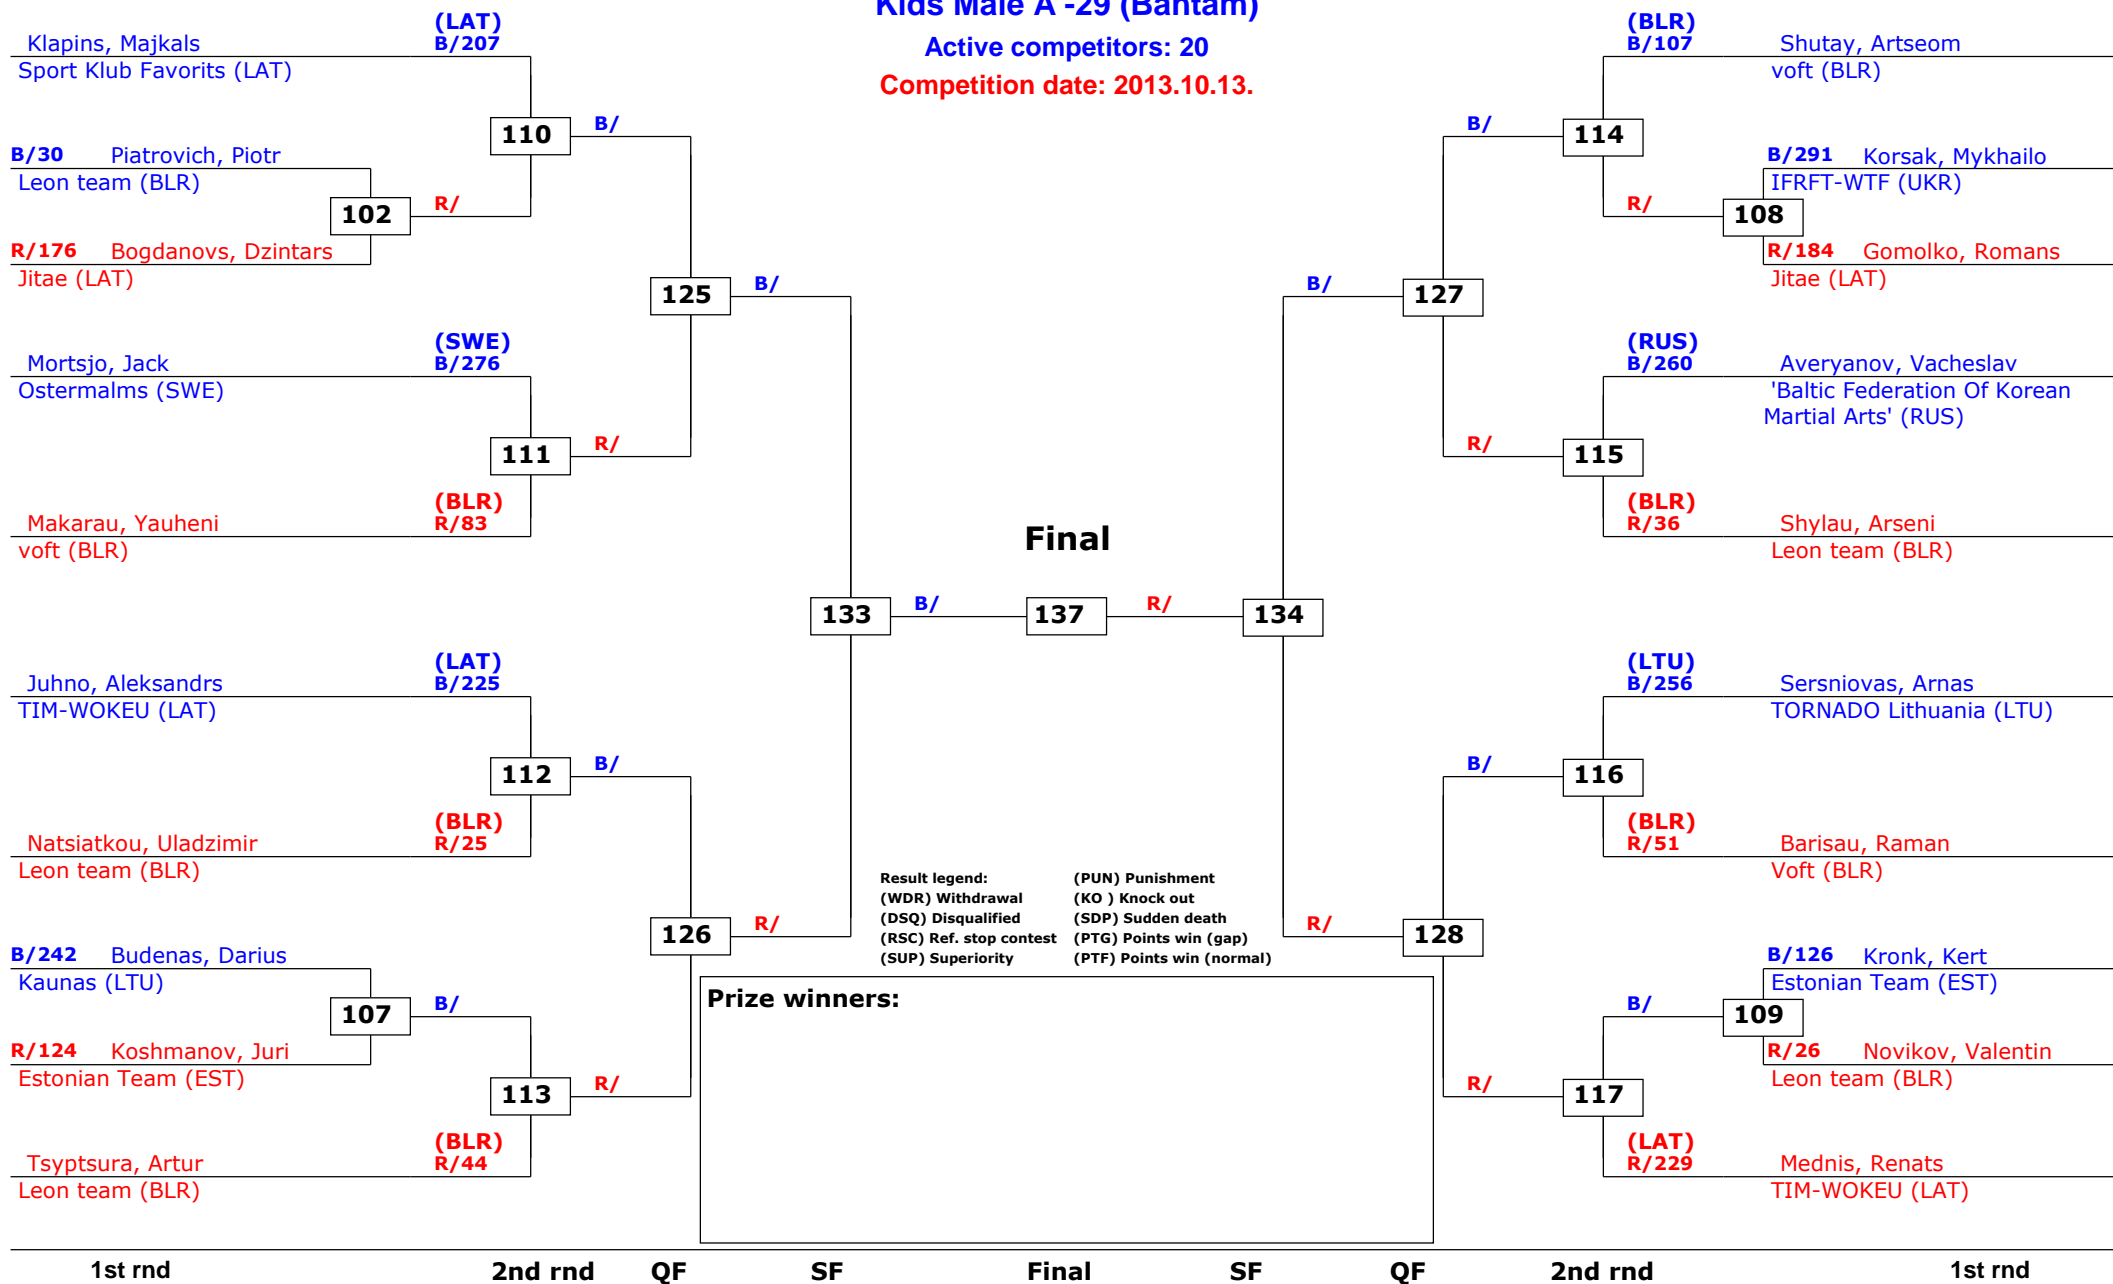 Kids Male A -29 (Bantam)
Active competitors: 20
Competition date: 2013.10.13.
(LAT)
Klapins, Majkals B/207
Sport Klub Favorits (LAT)
110 B/
B/30 Piatrovich, Piotr
Leon team (BLR)
102 R/
R/176 Bogdanovs, Dzintars
Jitae (LAT)
125 B/
(SWE)
Mortsjo, Jack B/276
Ostermalms (SWE)
111 R/
(BLR)
Makarau, Yauheni R/83
voft (BLR)
133 B/
(LAT)
Juhno, Aleksandrs B/225
TIM-WOKEU (LAT)
112 B/
(BLR)
Natsiatkou, Uladzimir R/25
Leon team (BLR)
126 R/
B/242 Budenas, Darius
Kaunas (LTU)
107 B/
R/124 Koshmanov, Juri
Estonian Team (EST)
113 R/
(BLR)
Tsyptsura, Artur R/44
Leon team (BLR)
Final
137
(BLR)
B/107 Shutay, Artseom
voft (BLR)
B/ 114
B/291 Korsak, Mykhailo
IFRFT-WTF (UKR)
R/ 108
R/184 Gomolko, Romans
Jitae (LAT)
B/ 127
(RUS)
B/260 Averyanov, Vacheslav
'Baltic Federation Of Korean
Martial Arts' (RUS)
R/ 115
(BLR)
R/36 Shylau, Arseni
Leon team (BLR)
R/ 134
(LTU)
B/256 Sersniovas, Arnas
TORNADO Lithuania (LTU)
B/ 116
(BLR)
R/51 Barisau, Raman
Voft (BLR)
R/ 128
B/126 Kronk, Kert
Estonian Team (EST)
B/ 109
R/26 Novikov, Valentin
Leon team (BLR)
R/ 117
(LAT)
R/229 Mednis, Renats
TIM-WOKEU (LAT)
Result legend: (PUN) Punishment
(WDR) Withdrawal (KO ) Knock out
(DSQ) Disqualified (SDP) Sudden death
(RSC) Ref. stop contest (PTG) Points win (gap)
(SUP) Superiority (PTF) Points win (normal)
Prize winners:
1st rnd 2nd rnd QF SF Final SF QF 2nd rnd 1st rnd